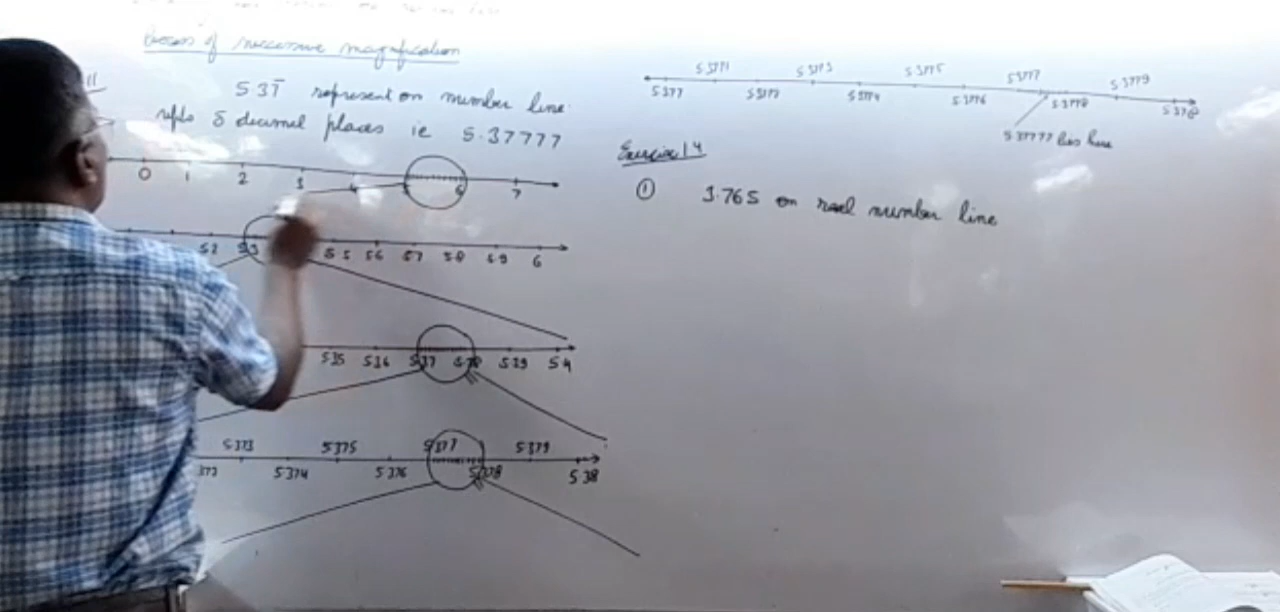 Process of successive magnification
11
5.37̅ represent on number line.
upto 5 decimal places ie 5.37777
0 1 2 3 4 5 6 7
5.2 5.3 5.5 5.6 5.7 5.8 5.9 6
5.35 5.36 5.37 5.38 5.39 5.4
5.373 5.375 5.377 5.379
5.374 5.376 5.378 5.38
5.3771 5.3773 5.3775 5.3777 5.3779
5.377 5.3774 5.3776 5.3778 5.378
5.37777 lies here
Exercise 1.4
① 3.765 on real number line